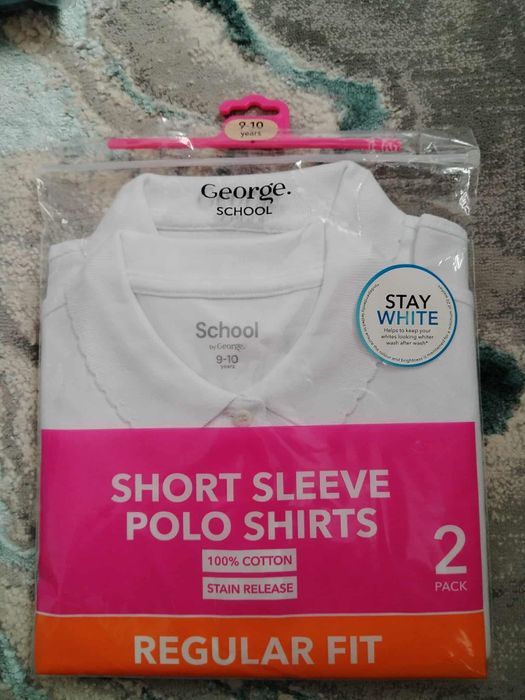 9-10
years
George.
SCHOOL
STAY
WHITE
Helps to keep your
whites looking whiter
wash after wash*
School
by George.
9-10
years
SHORT SLEEVE
POLO SHIRTS
100% COTTON
STAIN RELEASE
2
PACK
REGULAR FIT